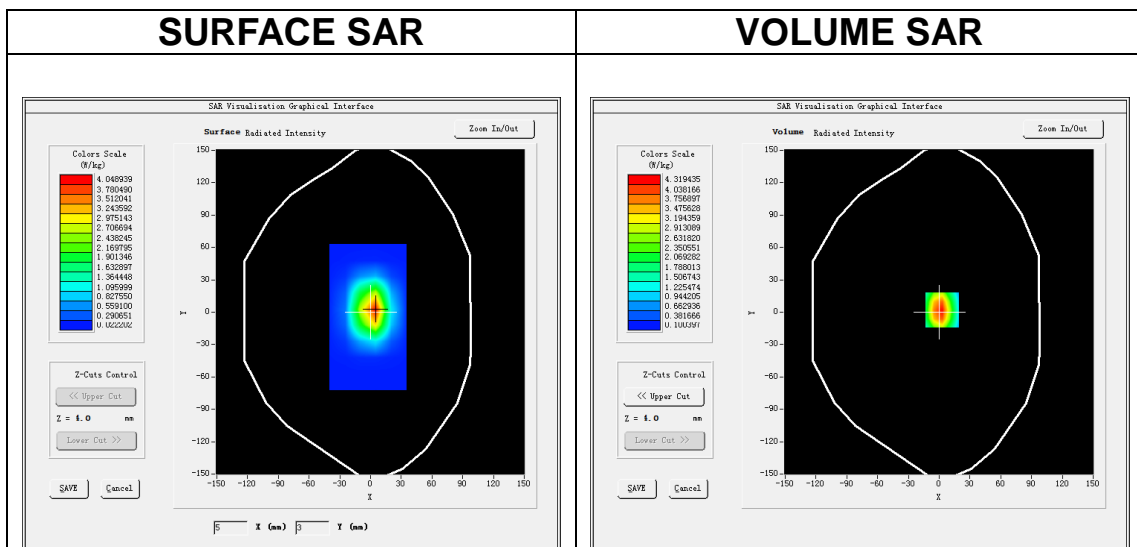 SURFACE SAR
VOLUME SAR
SAR Visualisation Graphical Interface
Surface Radiated Intensity
Zoom In/Out
Colors Scale
(W/kg)
4.048939
3.780490
3.512041
3.243592
2.975143
2.706694
2.438245
2.169795
1.901346
1.632897
1.364448
1.095999
0.827550
0.559100
0.290651
0.022202
150
120
90
60
30
0
-30
-60
-90
-120
-150
Y
-150 -120 -90 -60 -30 0 30 60 90 120 150
X
Z-Cuts Control
<< Upper Cut
Z = 4.0 mm
Lower Cut >>
SAVE Cancel
5 X (mm) 3 Y (mm)
SAR Visualisation Graphical Interface
Volume Radiated Intensity
Zoom In/Out
Colors Scale
(W/kg)
4.319435
4.038166
3.756897
3.475628
3.194359
2.913089
2.631820
2.350551
2.069282
1.788013
1.506743
1.225474
0.944205
0.662936
0.381666
0.100397
150
120
90
60
30
0
-30
-60
-90
-120
-150
Y
-150 -120 -90 -60 -30 0 30 60 90 120 150
X
Z-Cuts Control
<< Upper Cut
Z = 4.0 mm
Lower Cut >>
SAVE Cancel